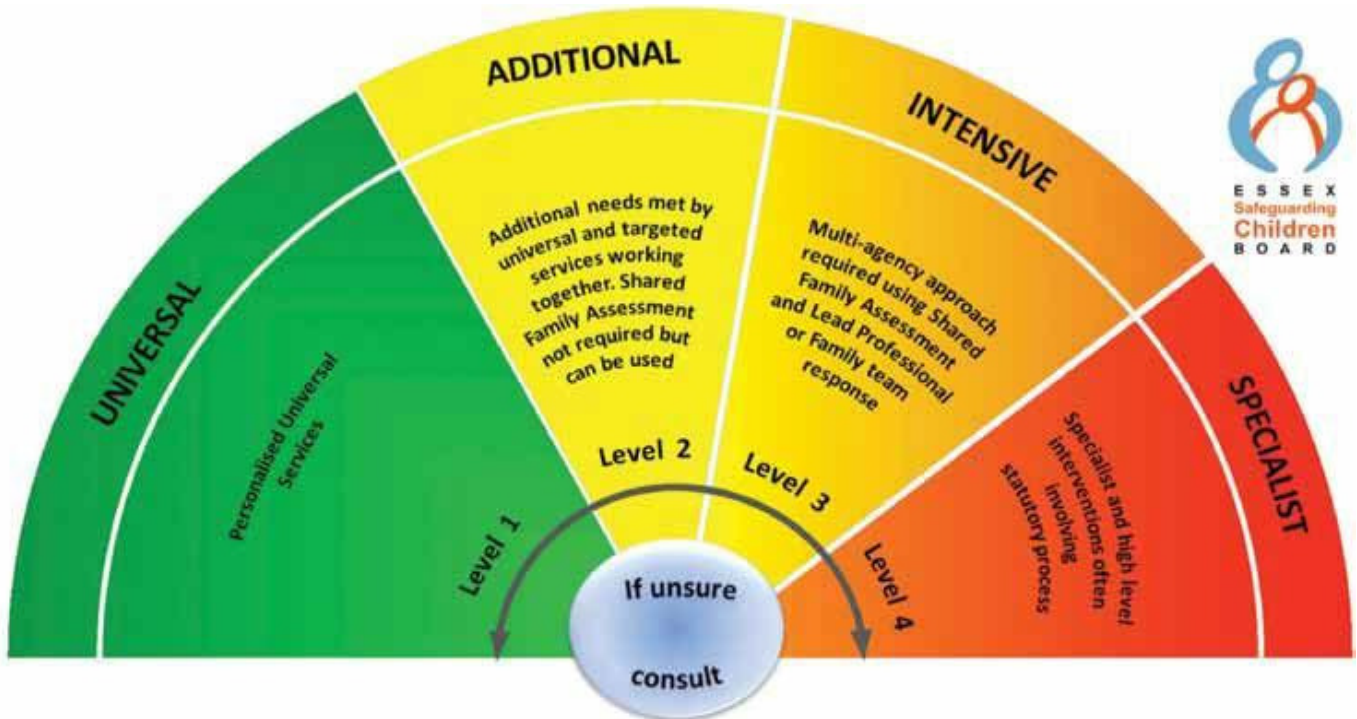 UNIVERSAL
Personalised Universal
Services
Level 1
ADDITIONAL
Additional needs met by
universal and targeted
services working
together. Shared
Family Assessment
not required but
can be used
Level 2
INTENSIVE
Multi-agency approach
required using Shared
Family Assessment
and Lead Professional
or Family team
response
Level 3
SPECIALIST
Specialist and high level
interventions often
involving
statutory process
Level 4
If unsure
consult
ESSEX
Safeguarding
Children
BOARD